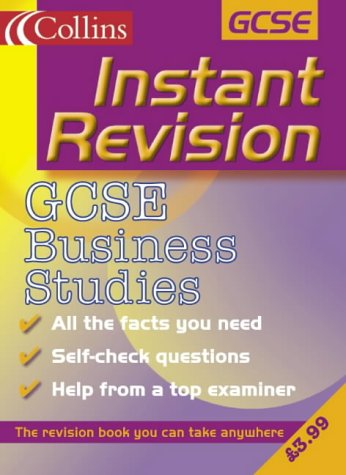 Collins
GCSE
Instant
Revision
GCSE
Business
Studies
All the facts you need
Self-check questions
Help from a top examiner
The revision book you can take anywhere
£3.99